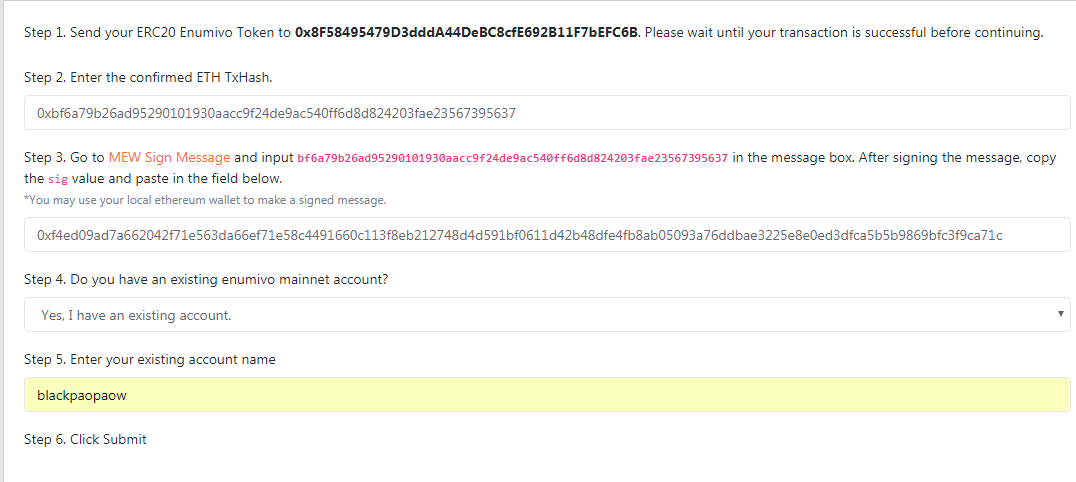 Step 1. Send your ERC20 Enumivo Token to 0x8F58495479D3dddA44DeBC8cfE692B11F7bEFC6B. Please wait until your transaction is successful before continuing.
Step 2. Enter the confirmed ETH TxHash.
0xbf6a79b26ad95290101930aacc9f24de9ac540ff6d8d824203fae23567395637
Step 3. Go to MEW Sign Message and input bf6a79b26ad95290101930aacc9f24de9ac540ff6d8d824203fae23567395637 in the message box. After signing the message, copy
the sig value and paste in the field below.
*You may use your local ethereum wallet to make a signed message.
0xf4ed09ad7a662042f71e563da66ef71e58c4491660c113f8eb212748d4d591bf0611d42b48dfe4fb8ab05093a76ddbae3225e8e0ed3dfca5b5b9869bfc3f9ca71c
Step 4. Do you have an existing enumivo mainnet account?
Yes, I have an existing account.
Step 5. Enter your existing account name
blackpaopaow
Step 6. Click Submit